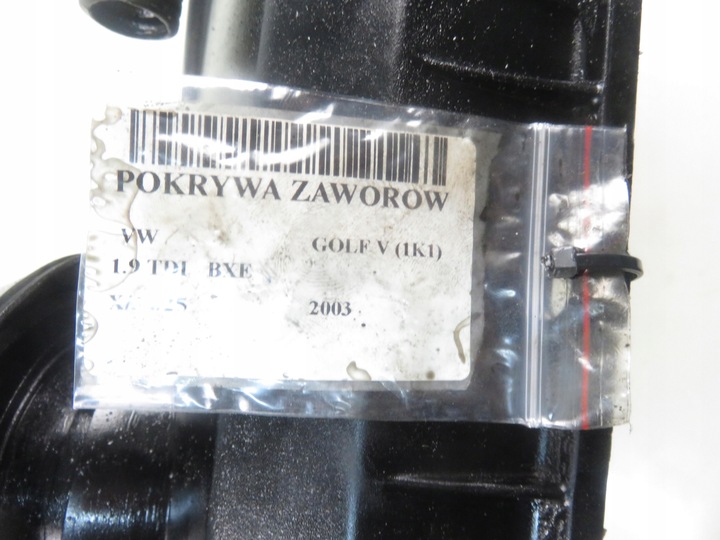 POKRYWA ZAWOROW
VW GOLF V (1K1)
1.9 TDI BXE
2003